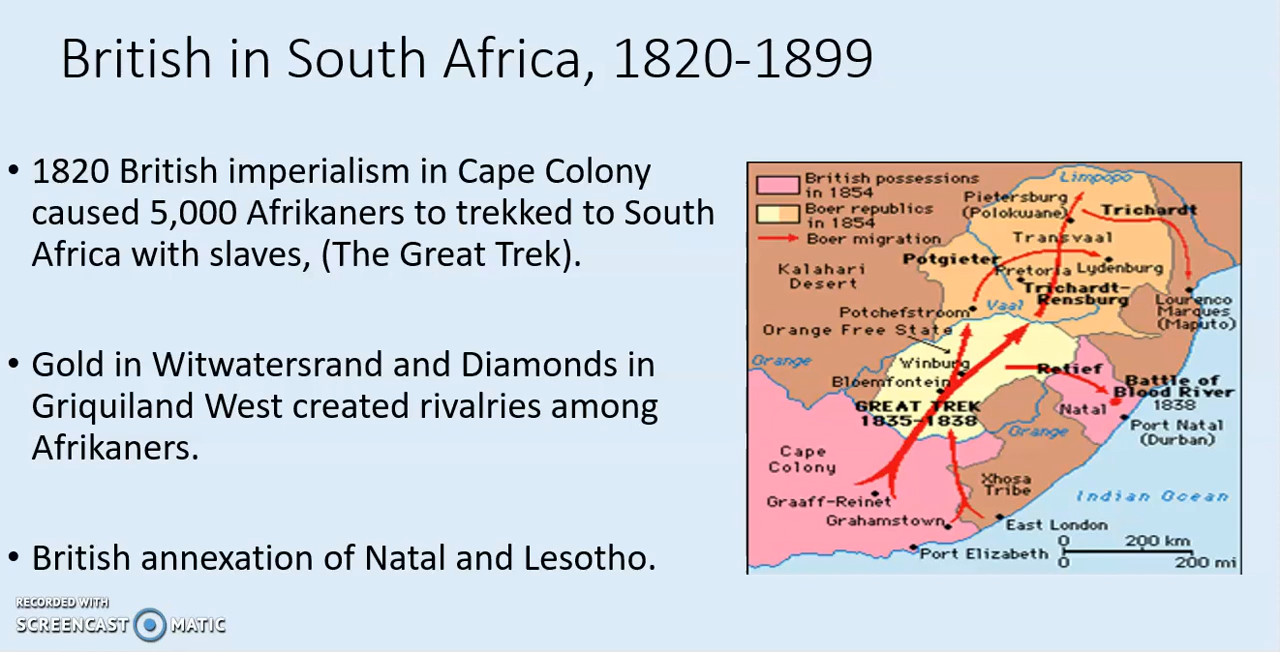 British in South Africa, 1820-1899
• 1820 British imperialism in Cape Colony
caused 5,000 Afrikaners to trekked to South
Africa with slaves, (The Great Trek).
• Gold in Witwatersrand and Diamonds in
Griquiland West created rivalries among
Afrikaners.
• British annexation of Natal and Lesotho.
British possessions
in 1854
Boer republics
in 1854
Boer migration
Limpopo
Pietersburg
(Polokwane)
Trichardt
Transvaal
Potgieter
Pretoria
Lydenburg
Kalahari
Desert
Trichardt-
Rensburg
Vaal
Lourenco
Marques
(Maputo)
Potchefstroom
Orange Free State
Orange
Winburg
Bloemfontein
Retief
Battle of
Blood River
1838
GREAT TREK
1835-1838
Natal
Port Natal
(Durban)
Orange
Cape
Colony
Xhosa
Tribe
Indian Ocean
Graaff-Reinet
Grahamstown
East London
Port Elizabeth
0 200 km
0 200 mi
RECORDED WITH
SCREENCAST MATIC